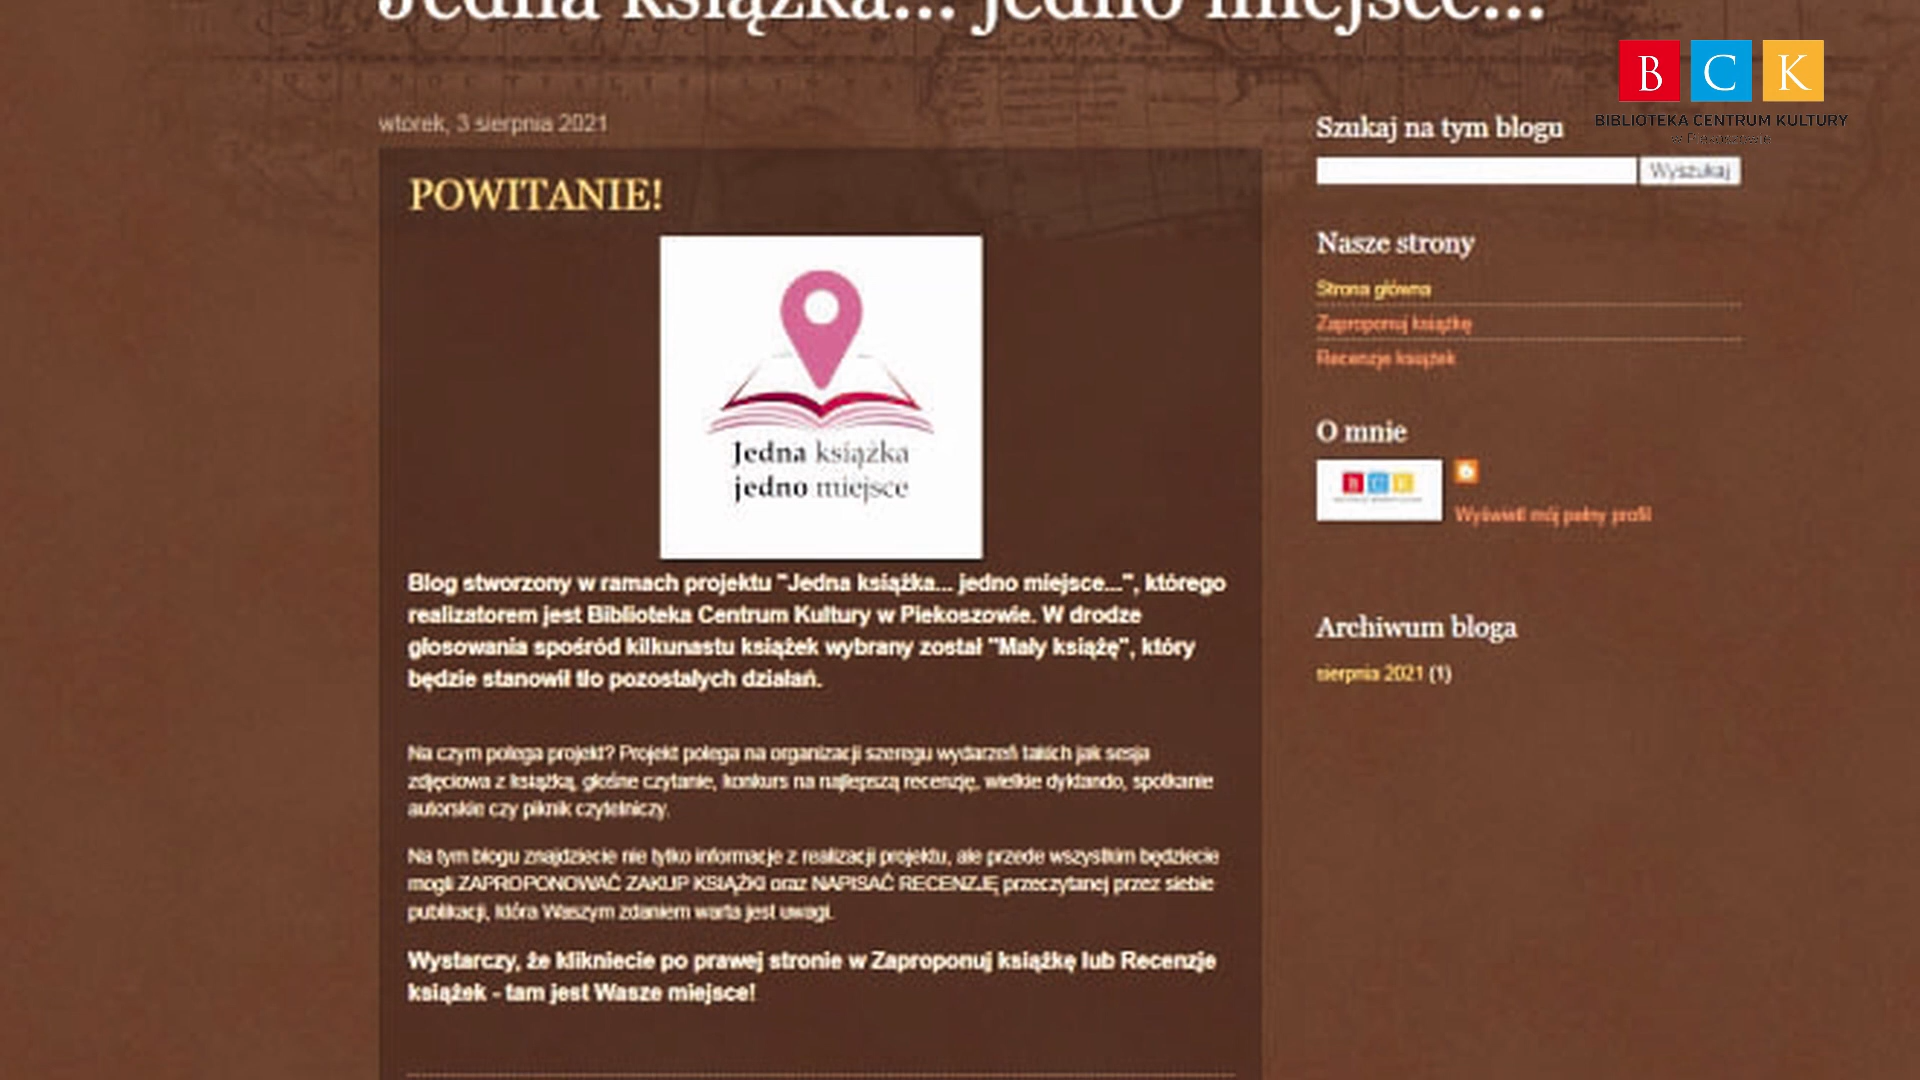 Jedna książka... jedno miejsce...
B C K
BIBLIOTEKA CENTRUM KULTURY
w Piekoszowie
wtorek, 3 sierpnia 2021
POWITANIE!
Jedna książka
jedno miejsce
Blog stworzony w ramach projektu "Jedna książka... jedno miejsce...", którego
realizatorem jest Biblioteka Centrum Kultury w Piekoszowie. W drodze
głosowania spośród kilkunastu książek wybrany został "Mały książę", który
będzie stanowił tło pozostałych działań.
Na czym polega projekt? Projekt polega na organizacji szeregu wydarzeń takich jak sesja
zdjęciowa z książką, głośne czytanie, konkurs na najlepszą recenzję, wielkie dyktando, spotkanie
autorskie czy piknik czytelniczy.
Na tym blogu znajdziecie nie tylko informacje z realizacji projektu, ale przede wszystkim będziecie
mogli ZAPROPONOWAĆ ZAKUP KSIĄŻKI oraz NAPISAĆ RECENZJĘ przeczytanej przez siebie
publikacji, która Waszym zdaniem warta jest uwagi.
Wystarczy, że klikniecie po prawej stronie w Zaproponuj książkę lub Recenzje
książek - tam jest Wasze miejsce!
Szukaj na tym blogu
Wyszukaj
Nasze strony
Strona główna
Zaproponuj książkę
Recenzje książek
O mnie
B C K
Wyświetl mój pełny profil
Archiwum bloga
sierpnia 2021 (1)